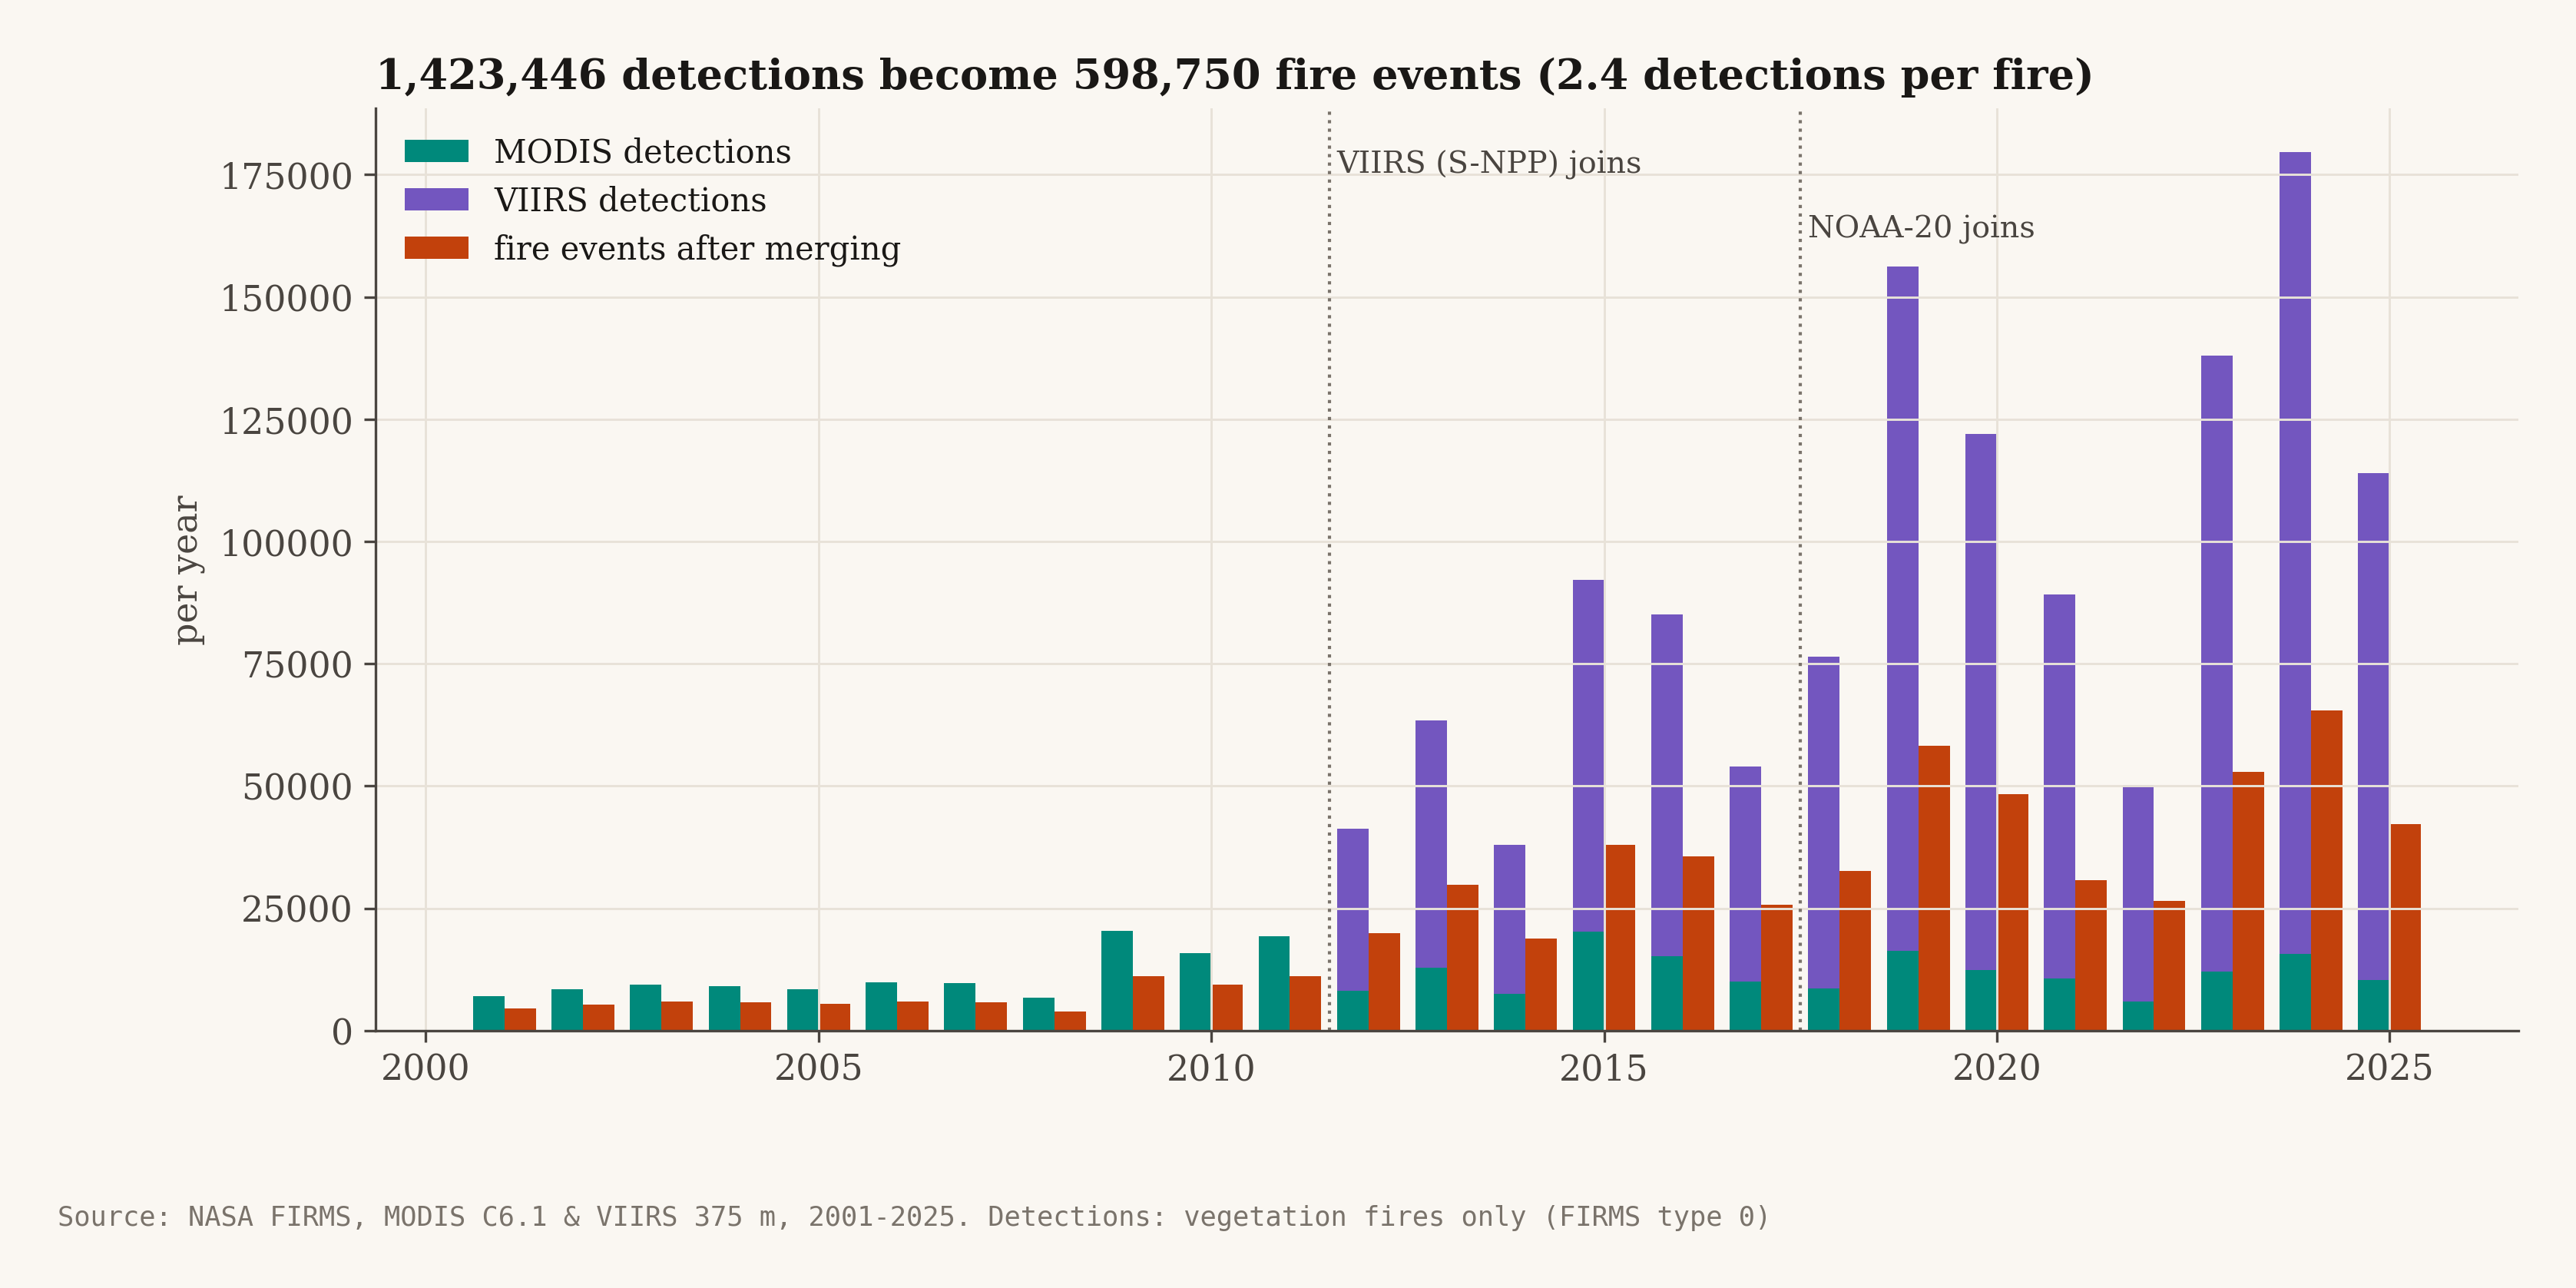 1,423,446 detections become 598,750 fire events (2.4 detections per fire)
MODIS detections
VIIRS detections
fire events after merging
VIIRS (S-NPP) joins
NOAA-20 joins
per year
175000
150000
125000
100000
75000
50000
25000
0
2000 2005 2010 2015 2020 2025
Source: NASA FIRMS, MODIS C6.1 & VIIRS 375 m, 2001-2025. Detections: vegetation fires only (FIRMS type 0)